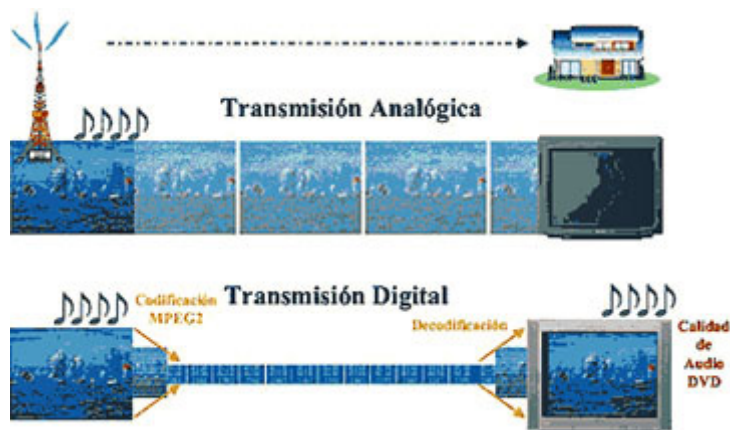 Transmisión Analógica
Codificación
MPEG2
Transmisión Digital
Decodificación
Calidad
de
Audio
DVD